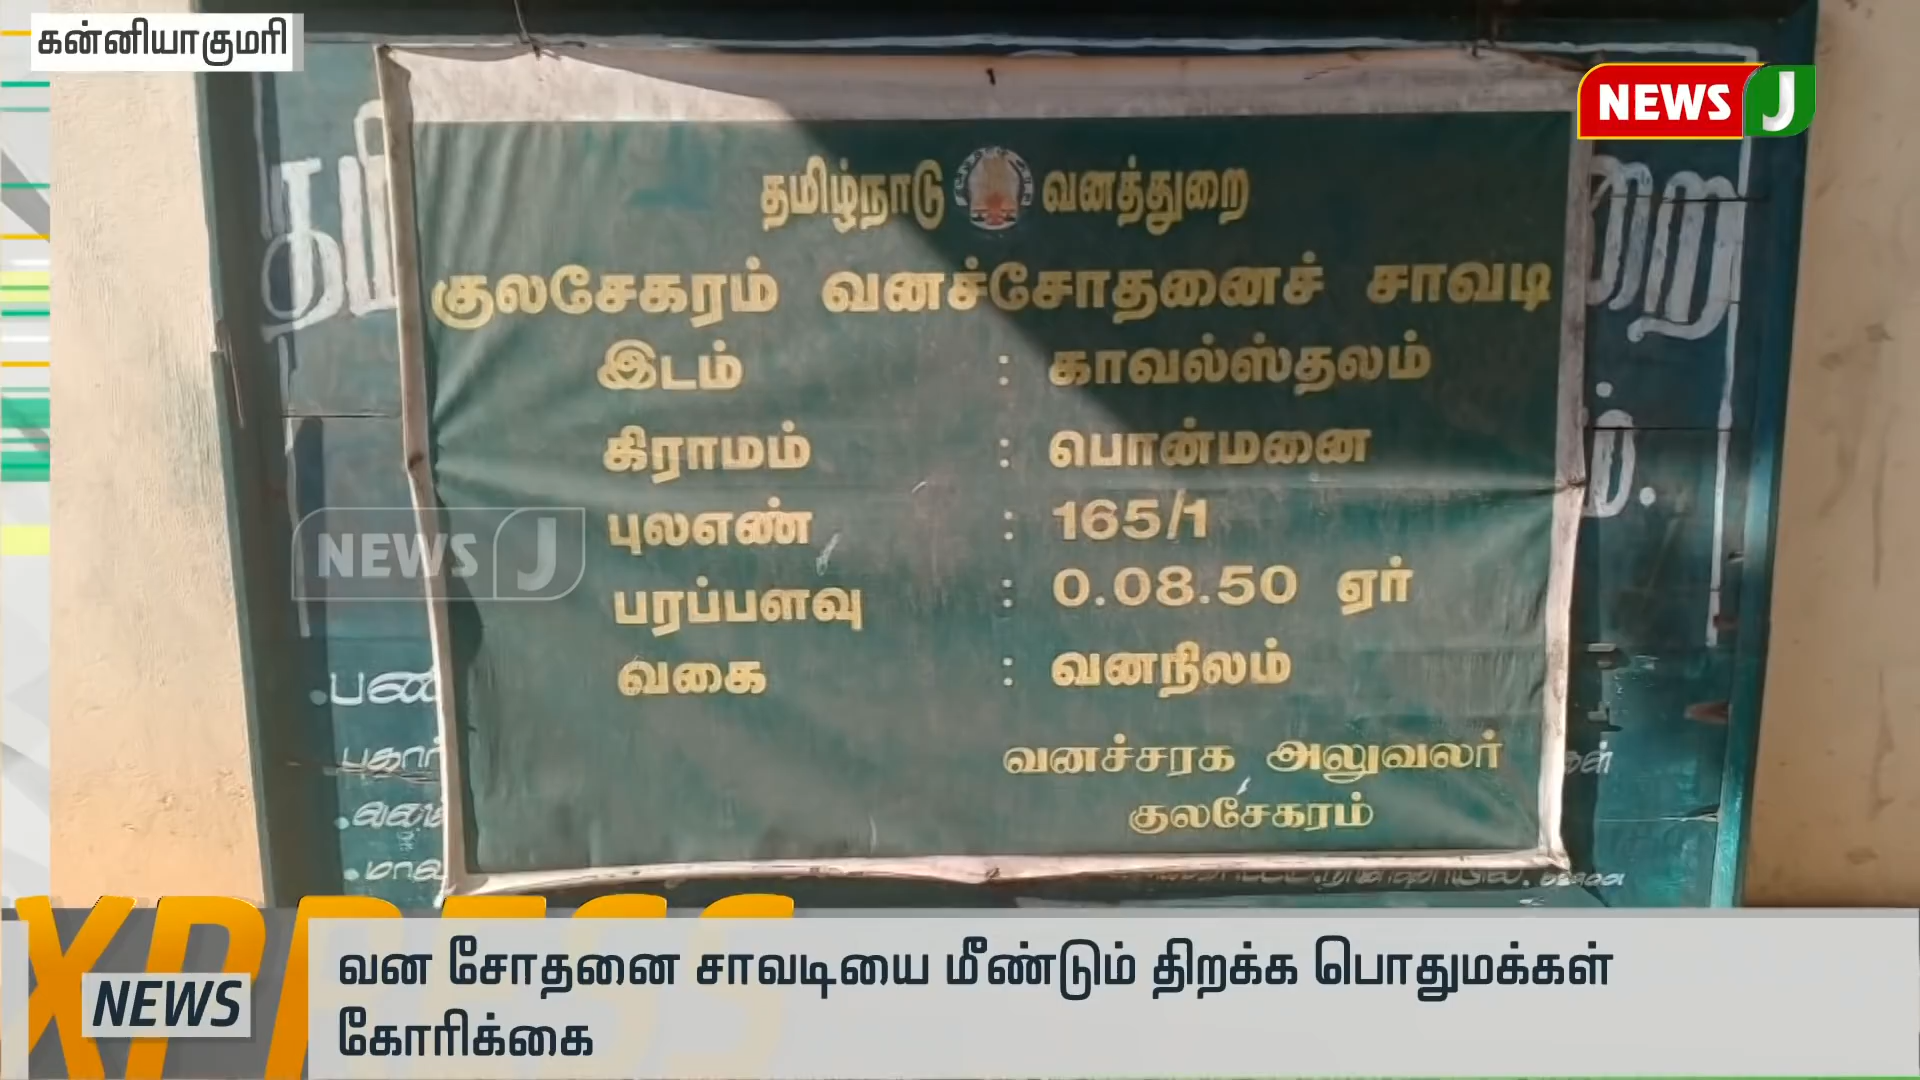 கன்னியாகுமரி
NEWS J
தமிழ்நாடு வனத்துறை
குலசேகரம் வனச்சோதனைச் சாவடி
இடம் : காவல்ஸ்தலம்
கிராமம் : பொன்மனை
புலஎண் : 165/1
பரப்பளவு : 0.08.50 ஏர்
வகை : வனநிலம்
வனச்சரக அலுவலர்
குலசேகரம்
NEWS J
NEWS
வன சோதனை சாவடியை மீண்டும் திறக்க பொதுமக்கள்
கோரிக்கை